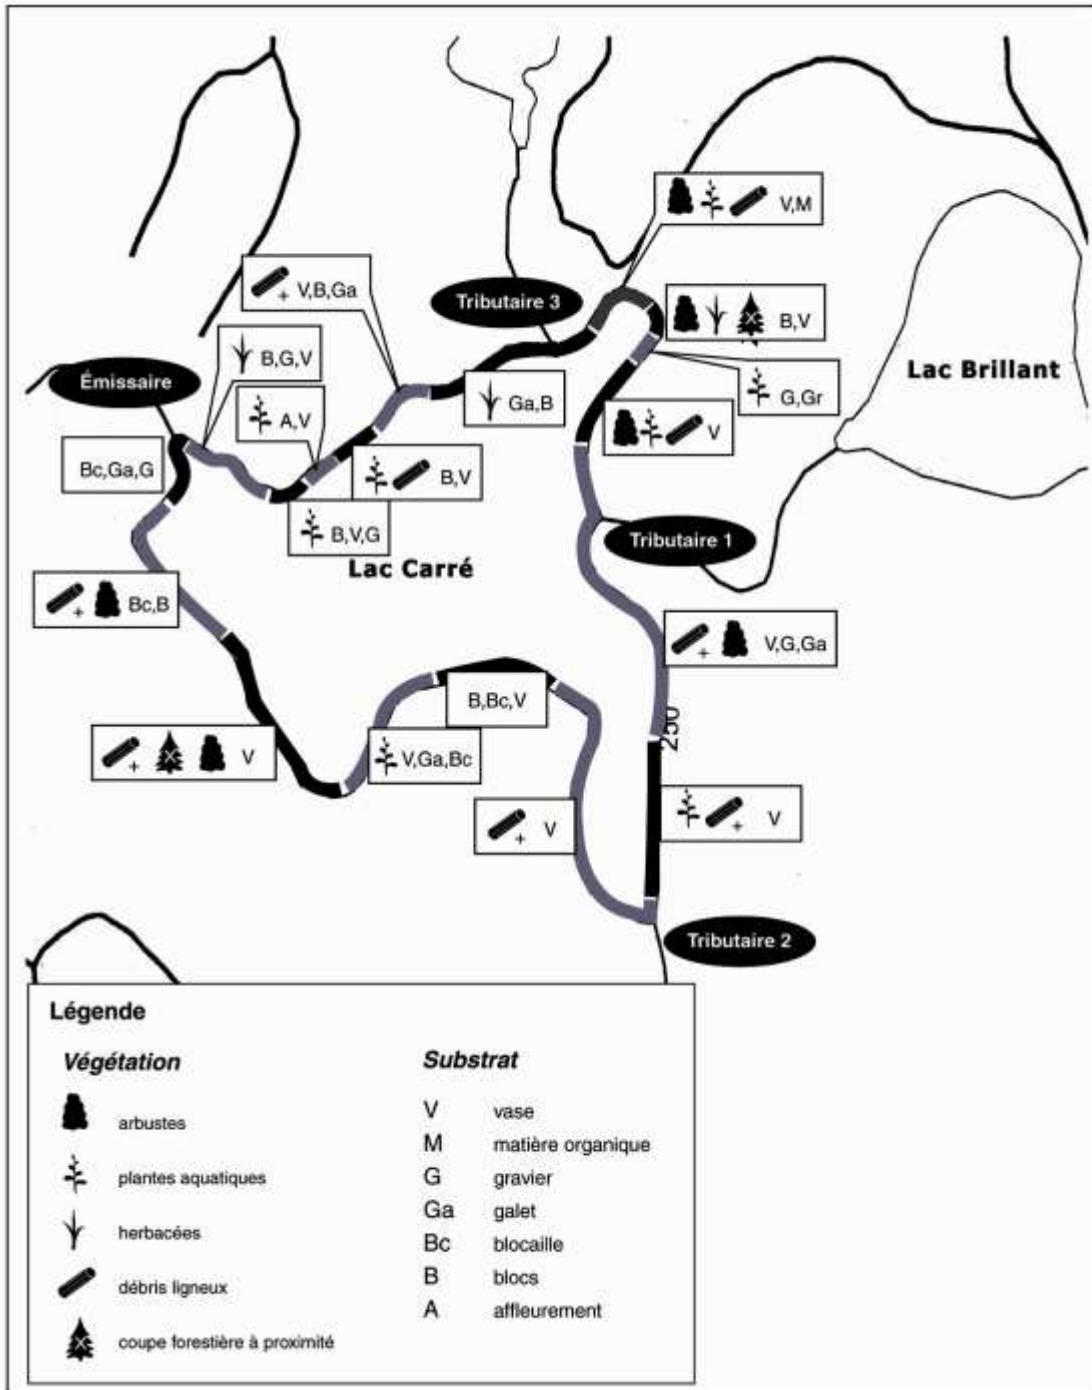 V,M
V,B,Ga
Tributaire 3
B,V
B,G,V
Lac Brillant
Émissaire
G,Gr
Ga,B
A,V
V
Bc,Ga,G
B,V
B,V,G
Tributaire 1
Lac Carré
Bc,B
V,G,Ga
B,Bc,V
250
V
V,Ga,Bc
V
V
Tributaire 2
Légende
Végétation
arbustes
plantes aquatiques
herbacées
débris ligneux
coupe forestière à proximité
Substrat
V vase
M matière organique
G gravier
Ga galet
Bc blocaille
B blocs
A affleurement